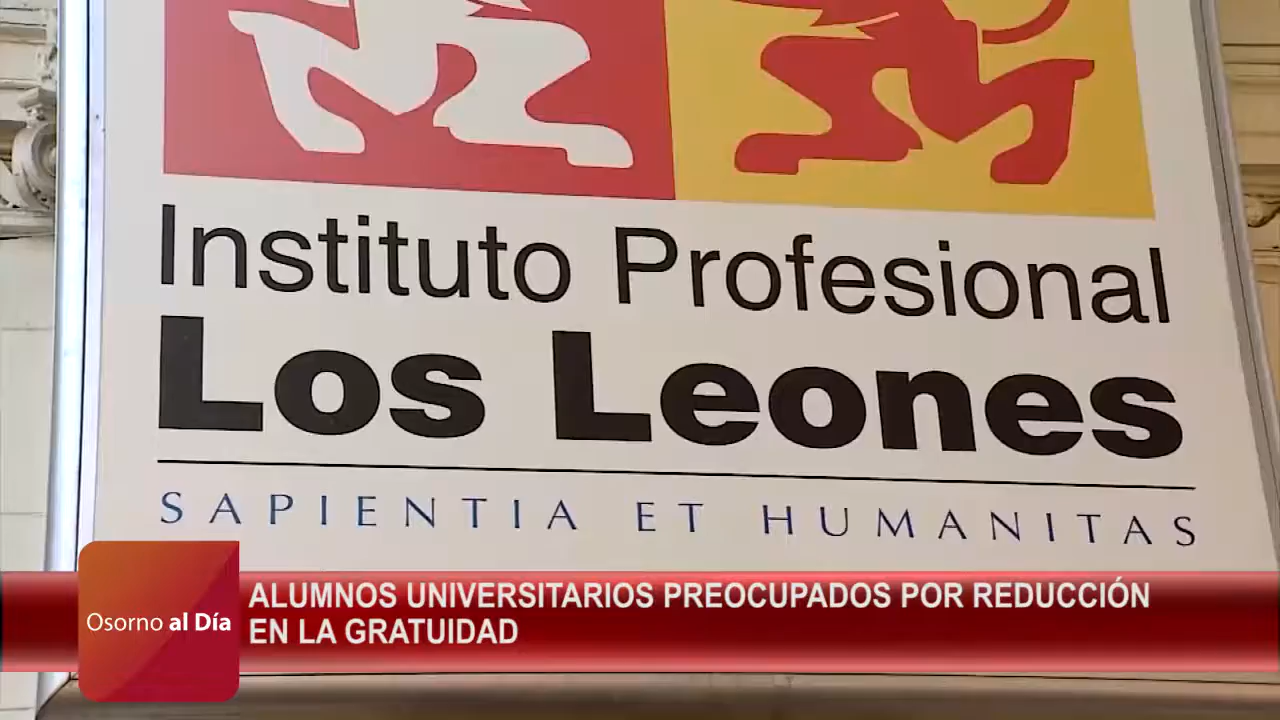 Instituto Profesional
Los Leones
SAPIENTIA ET HUMANITAS
Osorno al Día
ALUMNOS UNIVERSITARIOS PREOCUPADOS POR REDUCCIÓN
EN LA GRATUIDAD